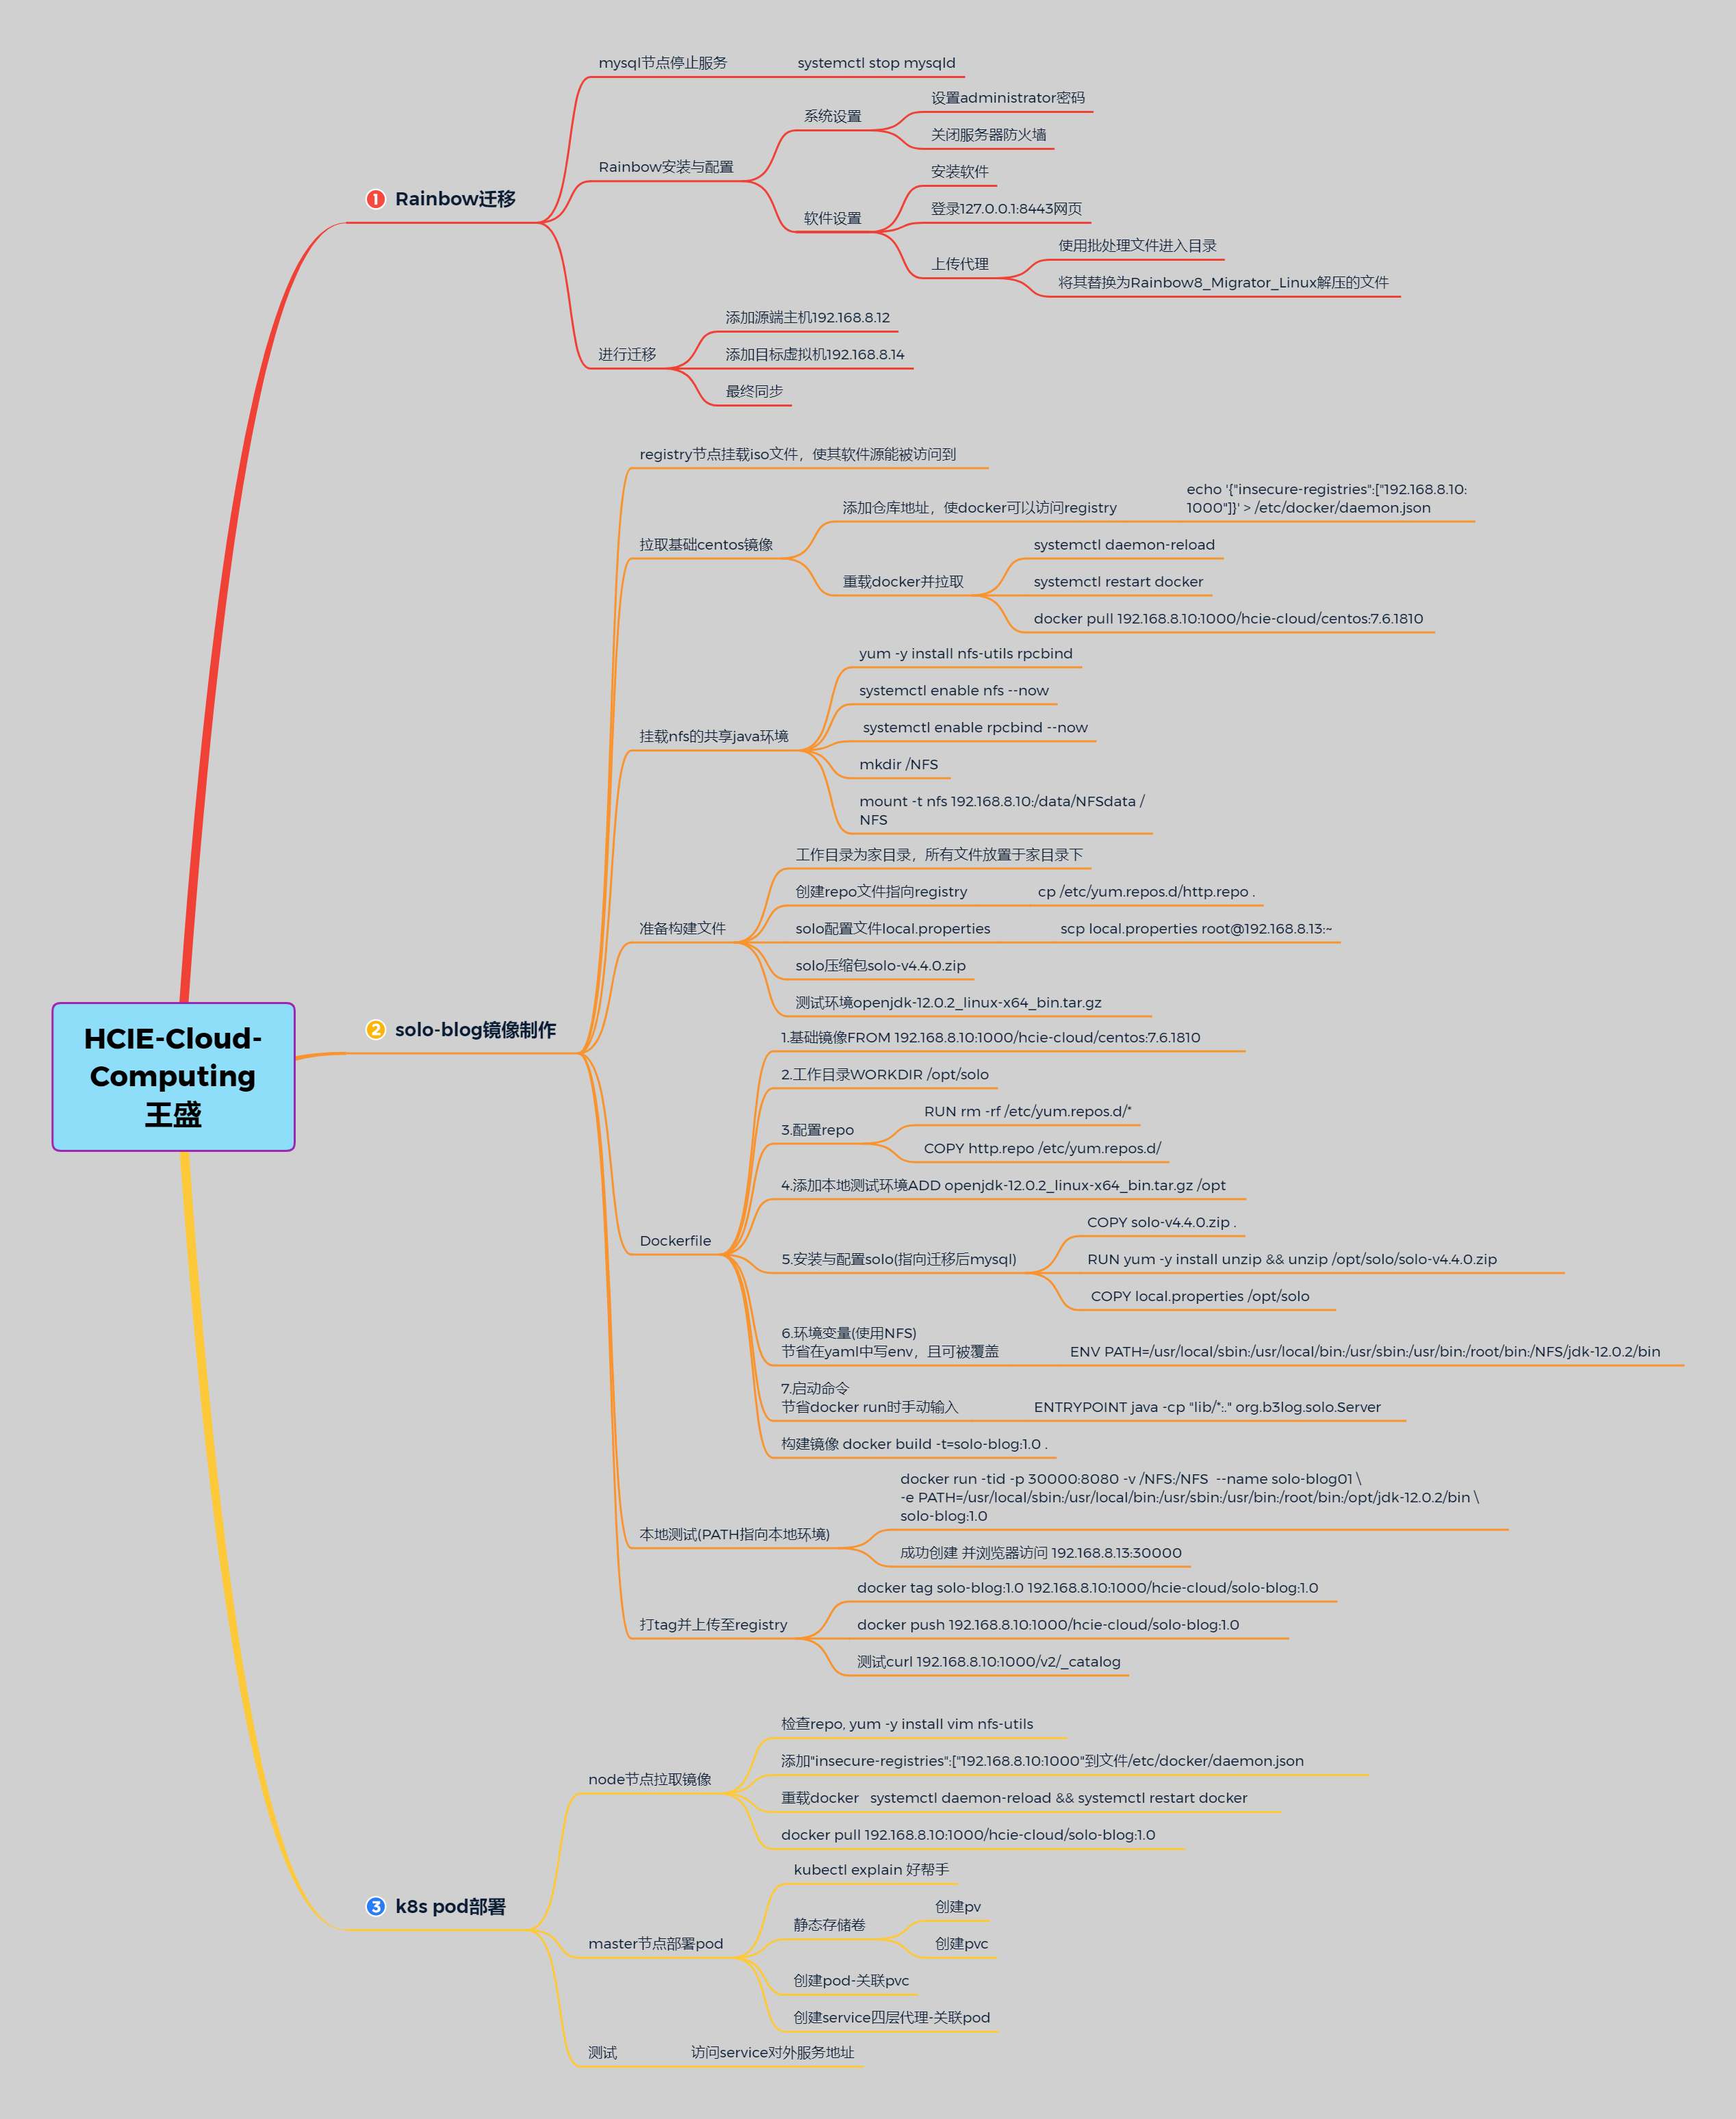 HCIE-Cloud-
Computing
王盛
1 Rainbow迁移
mysql节点停止服务 systemctl stop mysqld
Rainbow安装与配置
系统设置
设置administrator密码
关闭服务器防火墙
软件设置
安装软件
登录127.0.0.1:8443网页
上传代理
使用批处理文件进入目录
将其替换为Rainbow8_Migrator_Linux解压的文件
进行迁移
添加源端主机192.168.8.12
添加目标虚拟机192.168.8.14
最终同步
2 solo-blog镜像制作
registry节点挂载iso文件，使其软件源能被访问到
拉取基础centos镜像
添加仓库地址，使docker可以访问registry
echo '{"insecure-registries":["192.168.8.10:
1000"]}' > /etc/docker/daemon.json
重载docker并拉取
systemctl daemon-reload
systemctl restart docker
docker pull 192.168.8.10:1000/hcie-cloud/centos:7.6.1810
挂载nfs的共享java环境
yum -y install nfs-utils rpcbind
systemctl enable nfs --now
systemctl enable rpcbind --now
mkdir /NFS
mount -t nfs 192.168.8.10:/data/NFSdata /
NFS
准备构建文件
工作目录为家目录，所有文件放置于家目录下
创建repo文件指向registry cp /etc/yum.repos.d/http.repo .
solo配置文件local.properties scp local.properties root@192.168.8.13:~
solo压缩包solo-v4.4.0.zip
测试环境openjdk-12.0.2_linux-x64_bin.tar.gz
Dockerfile
1.基础镜像FROM 192.168.8.10:1000/hcie-cloud/centos:7.6.1810
2.工作目录WORKDIR /opt/solo
3.配置repo
RUN rm -rf /etc/yum.repos.d/*
COPY http.repo /etc/yum.repos.d/
4.添加本地测试环境ADD openjdk-12.0.2_linux-x64_bin.tar.gz /opt
5.安装与配置solo(指向迁移后mysql)
COPY solo-v4.4.0.zip .
RUN yum -y install unzip && unzip /opt/solo/solo-v4.4.0.zip
COPY local.properties /opt/solo
6.环境变量(使用NFS)
节省在yaml中写env，且可被覆盖 ENV PATH=/usr/local/sbin:/usr/local/bin:/usr/sbin:/usr/bin:/root/bin:/NFS/jdk-12.0.2/bin
7.启动命令
节省docker run时手动输入 ENTRYPOINT java -cp "lib/*:." org.b3log.solo.Server
构建镜像 docker build -t=solo-blog:1.0 .
本地测试(PATH指向本地环境)
docker run -tid -p 30000:8080 -v /NFS:/NFS --name solo-blog01 \
-e PATH=/usr/local/sbin:/usr/local/bin:/usr/sbin:/usr/bin:/root/bin:/opt/jdk-12.0.2/bin \
solo-blog:1.0
成功创建 并浏览器访问 192.168.8.13:30000
打tag并上传至registry
docker tag solo-blog:1.0 192.168.8.10:1000/hcie-cloud/solo-blog:1.0
docker push 192.168.8.10:1000/hcie-cloud/solo-blog:1.0
测试curl 192.168.8.10:1000/v2/_catalog
3 k8s pod部署
node节点拉取镜像
检查repo, yum -y install vim nfs-utils
添加"insecure-registries":["192.168.8.10:1000"到文件/etc/docker/daemon.json
重载docker systemctl daemon-reload && systemctl restart docker
docker pull 192.168.8.10:1000/hcie-cloud/solo-blog:1.0
master节点部署pod
kubectl explain 好帮手
静态存储卷
创建pv
创建pvc
创建pod-关联pvc
创建service四层代理-关联pod
测试 访问service对外服务地址